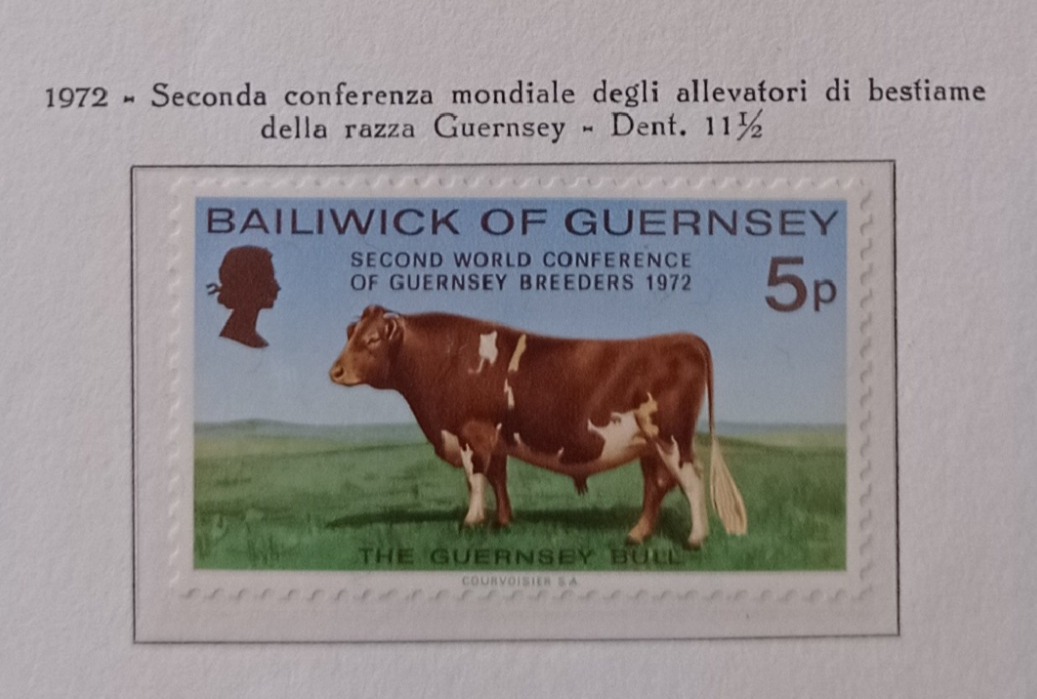 1972 - Seconda conferenza mondiale degli allevatori di bestiame
della razza Guernsey - Dent. 11½
BAILIWICK OF GUERNSEY
SECOND WORLD CONFERENCE
OF GUERNSEY BREEDERS 1972
5p
THE GUERNSEY BULL
COURVOISIER S.A.